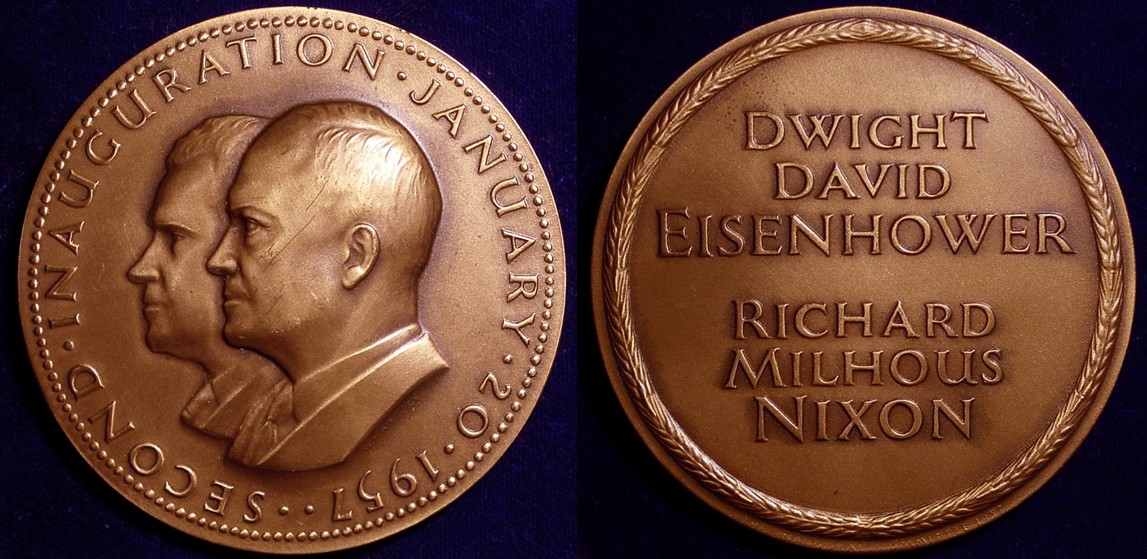 SECOND · INAUGURATION · JANUARY · 20 · 1957 ··
DWIGHT
DAVID
EISENHOWER
RICHARD
MILHOUS
NIXON